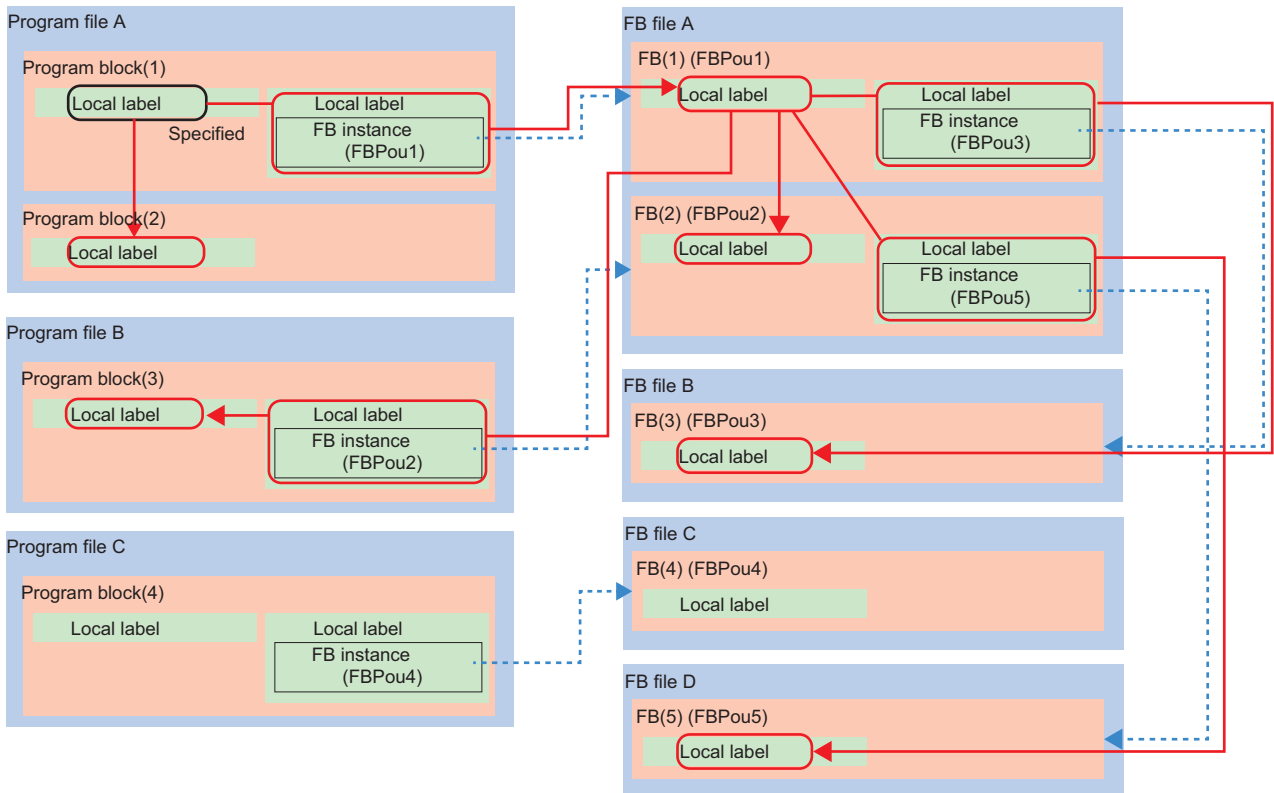 Program file A
Program block(1)
Local label
Specified
Local label
FB instance
(FBPou1)
Program block(2)
Local label
Program file B
Program block(3)
Local label
Local label
FB instance
(FBPou2)
Program file C
Program block(4)
Local label
Local label
FB instance
(FBPou4)
FB file A
FB(1) (FBPou1)
Local label
Local label
FB instance
(FBPou3)
FB(2) (FBPou2)
Local label
Local label
FB instance
(FBPou5)
FB file B
FB(3) (FBPou3)
Local label
FB file C
FB(4) (FBPou4)
Local label
FB file D
FB(5) (FBPou5)
Local label